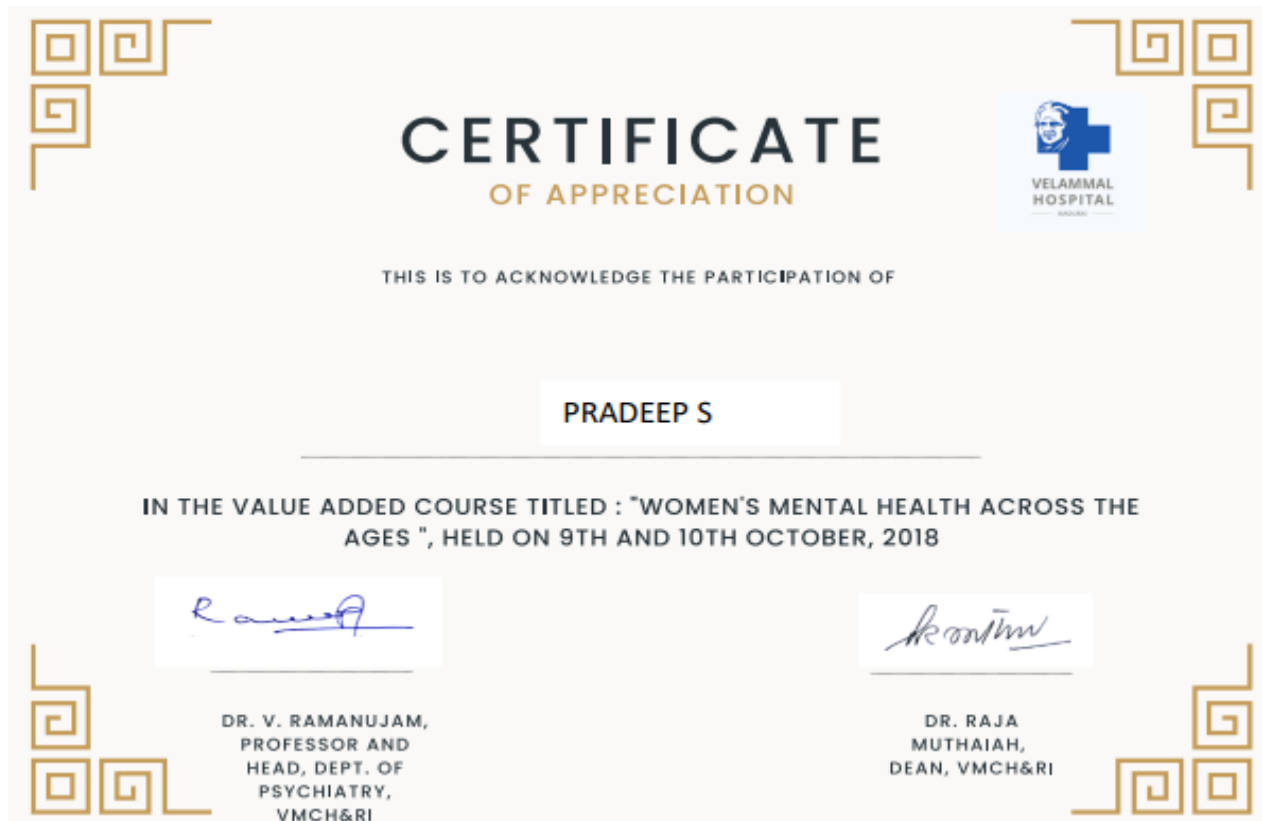 CERTIFICATE
OF APPRECIATION
VELAMMAL
HOSPITAL
MADURAI
THIS IS TO ACKNOWLEDGE THE PARTICIPATION OF
PRADEEP S
IN THE VALUE ADDED COURSE TITLED : "WOMEN'S MENTAL HEALTH ACROSS THE
AGES ", HELD ON 9TH AND 10TH OCTOBER, 2018
DR. V. RAMANUJAM,
PROFESSOR AND
HEAD, DEPT. OF
PSYCHIATRY,
VMCH&RI
DR. RAJA
MUTHAIAH,
DEAN, VMCH&RI